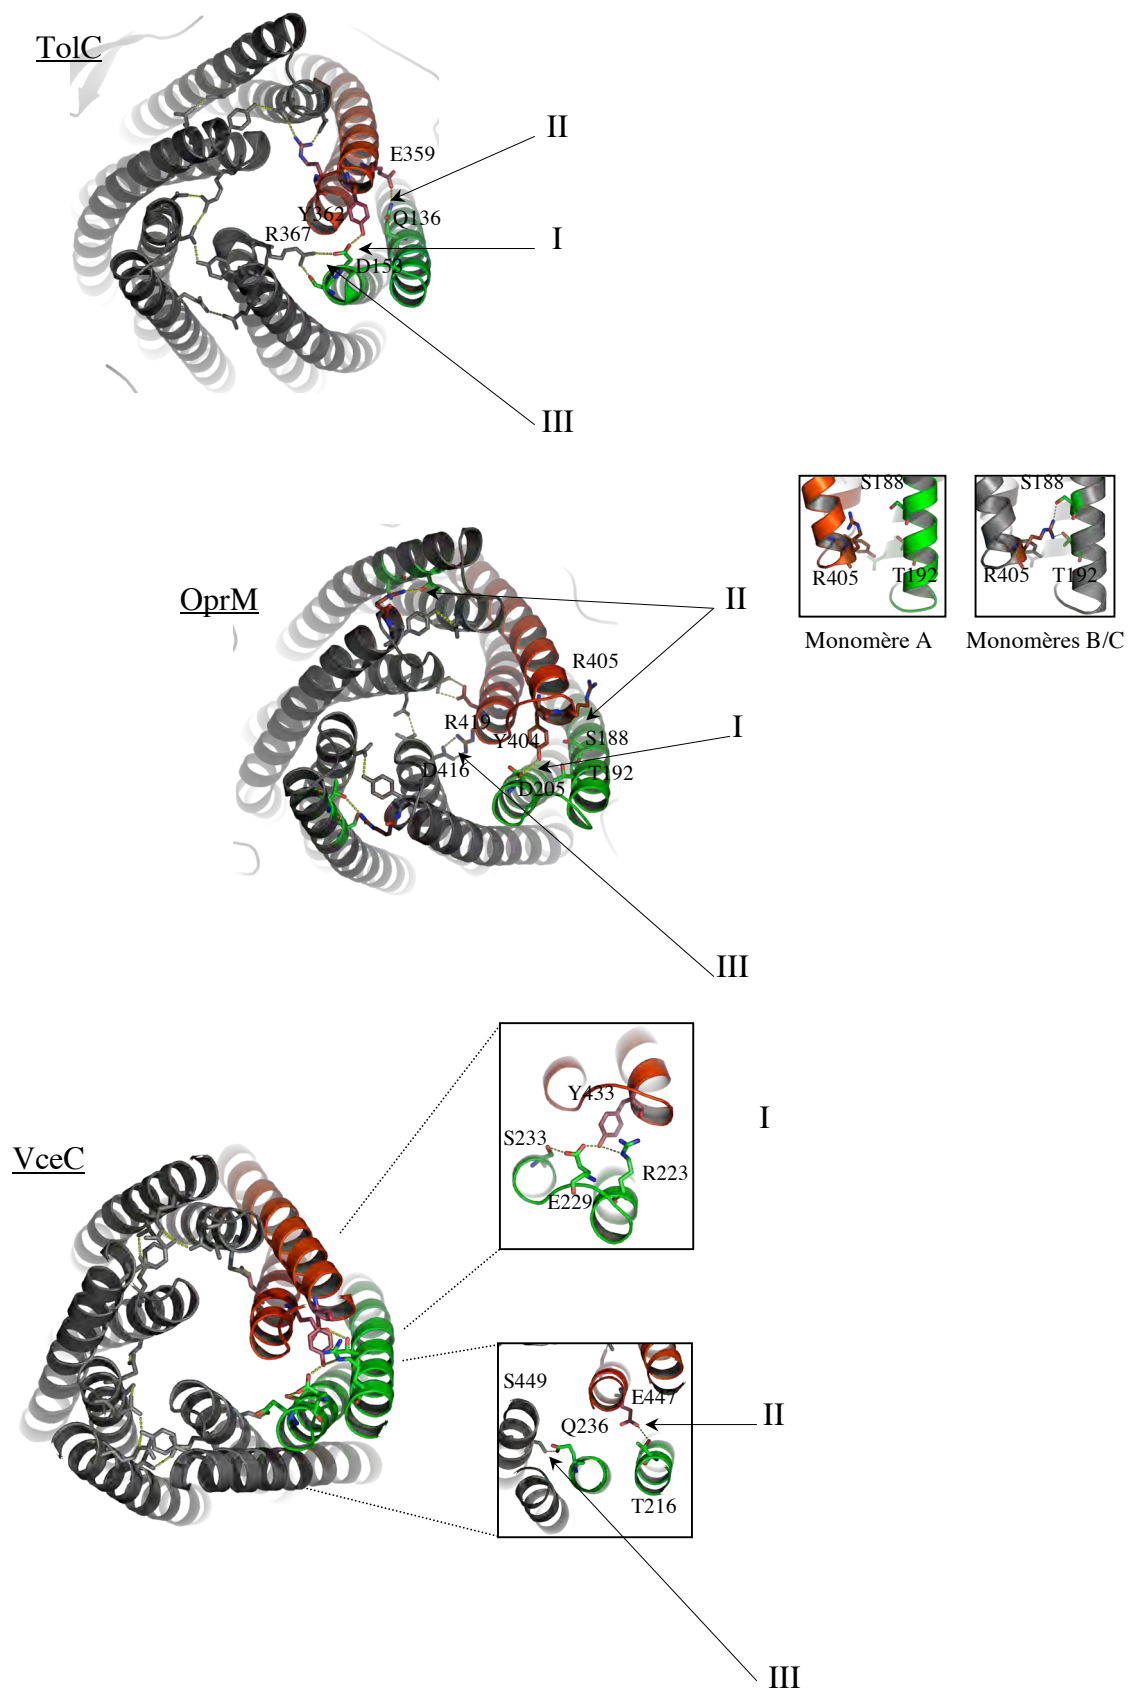 TolC
II
E359
Y362
Q136
R367
I
D153
III
S188
S188
R405
T192
R405
T192
Monomère A
Monomères B/C
OprM
II
R405
R419
Y404
S188
I
D416
T192
D205
III
Y433
I
S233
R223
E229
VceC
S449
E447
Q236
II
T216
III